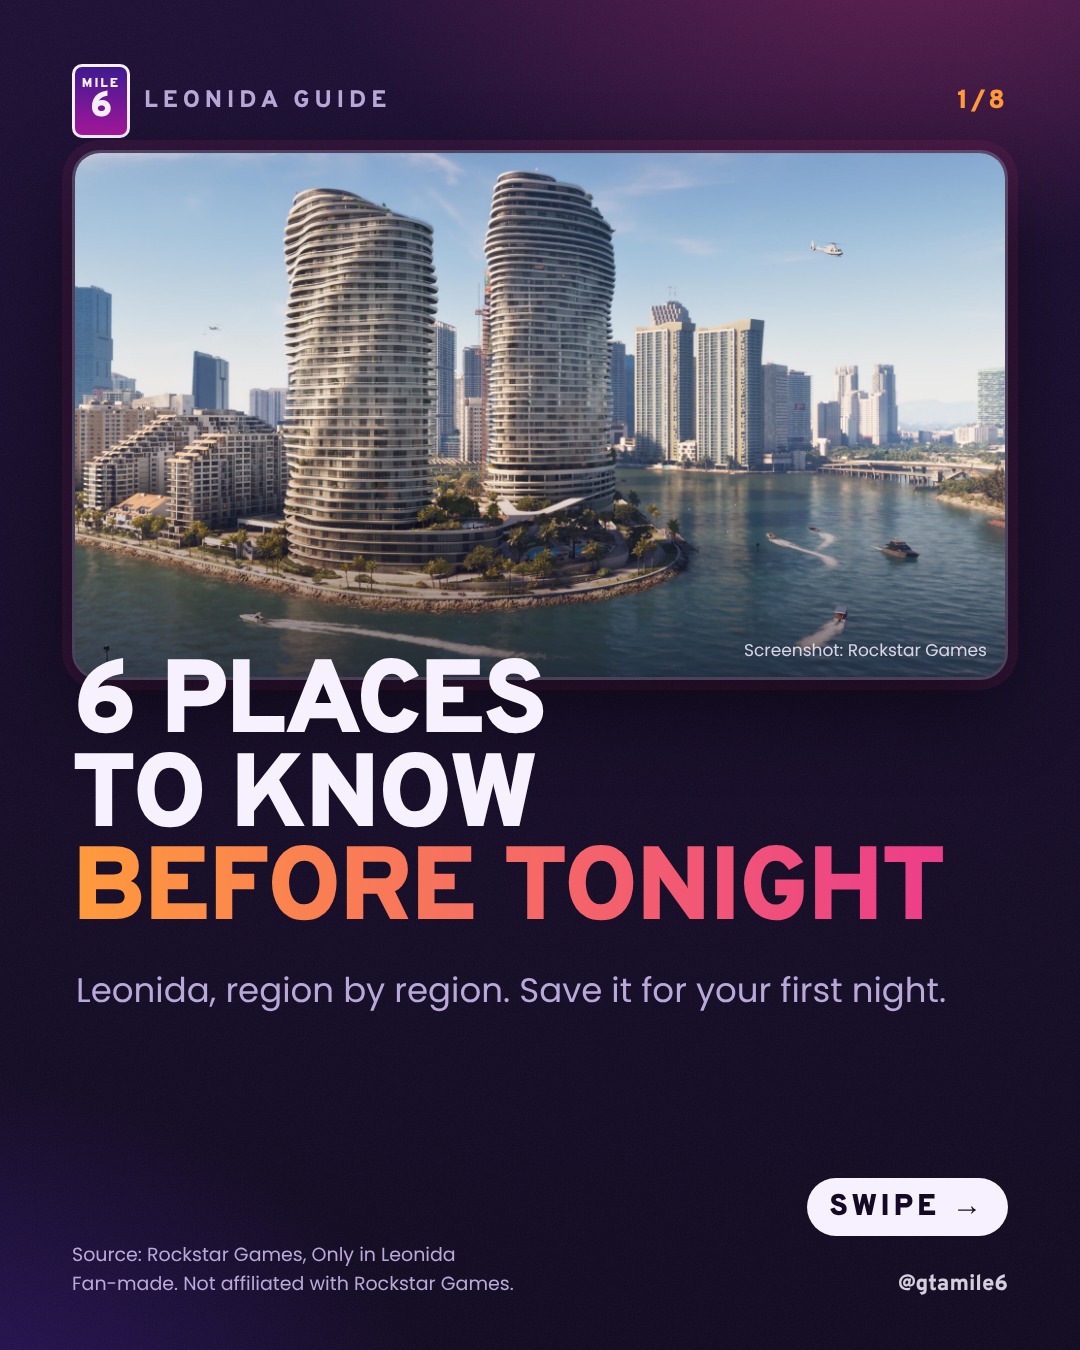 MILE
6
LEONIDA GUIDE
1/8
Screenshot: Rockstar Games
6 PLACES
TO KNOW
BEFORE TONIGHT
Leonida, region by region. Save it for your first night.
SWIPE →
Source: Rockstar Games, Only in Leonida
Fan-made. Not affiliated with Rockstar Games.
@gtamile6